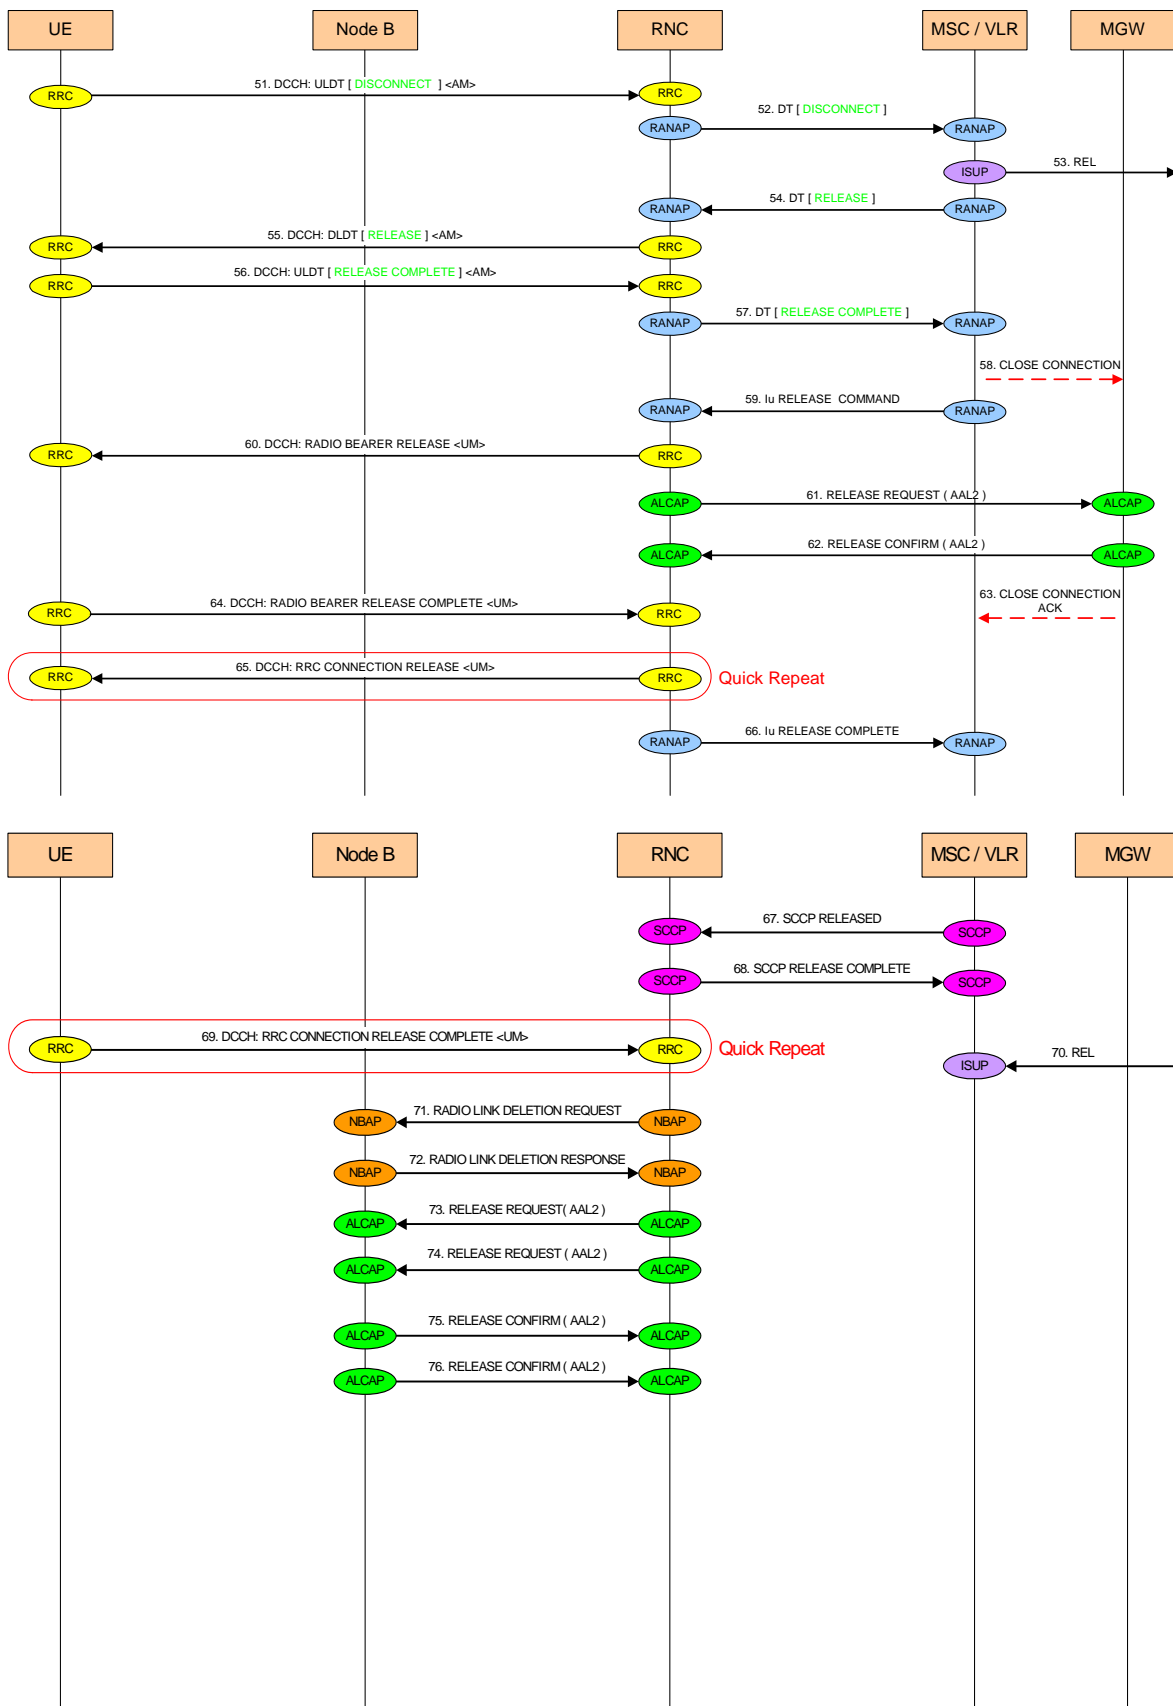 UE Node B RNC MSC / VLR MGW
51. DCCH: ULDT [ DISCONNECT ] <AM>
RRC RRC
52. DT [ DISCONNECT ]
RANAP RANAP
53. REL
ISUP
54. DT [ RELEASE ]
RANAP RANAP
55. DCCH: DLDT [ RELEASE ] <AM>
RRC RRC
56. DCCH: ULDT [ RELEASE COMPLETE ] <AM>
RRC RRC
57. DT [ RELEASE COMPLETE ]
RANAP RANAP
58. CLOSE CONNECTION
59. Iu RELEASE COMMAND
RANAP RANAP
60. DCCH: RADIO BEARER RELEASE <UM>
RRC RRC
61. RELEASE REQUEST ( AAL2 )
ALCAP ALCAP
62. RELEASE CONFIRM ( AAL2 )
ALCAP ALCAP
64. DCCH: RADIO BEARER RELEASE COMPLETE <UM>
RRC RRC
63. CLOSE CONNECTION
ACK
65. DCCH: RRC CONNECTION RELEASE <UM>
RRC RRC Quick Repeat
66. Iu RELEASE COMPLETE
RANAP RANAP
UE Node B RNC MSC / VLR MGW
67. SCCP RELEASED
SCCP SCCP
68. SCCP RELEASE COMPLETE
SCCP SCCP
69. DCCH: RRC CONNECTION RELEASE COMPLETE <UM>
RRC RRC Quick Repeat
70. REL
ISUP
71. RADIO LINK DELETION REQUEST
NBAP NBAP
72. RADIO LINK DELETION RESPONSE
NBAP NBAP
73. RELEASE REQUEST( AAL2 )
ALCAP ALCAP
74. RELEASE REQUEST ( AAL2 )
ALCAP ALCAP
75. RELEASE CONFIRM ( AAL2 )
ALCAP ALCAP
76. RELEASE CONFIRM ( AAL2 )
ALCAP ALCAP